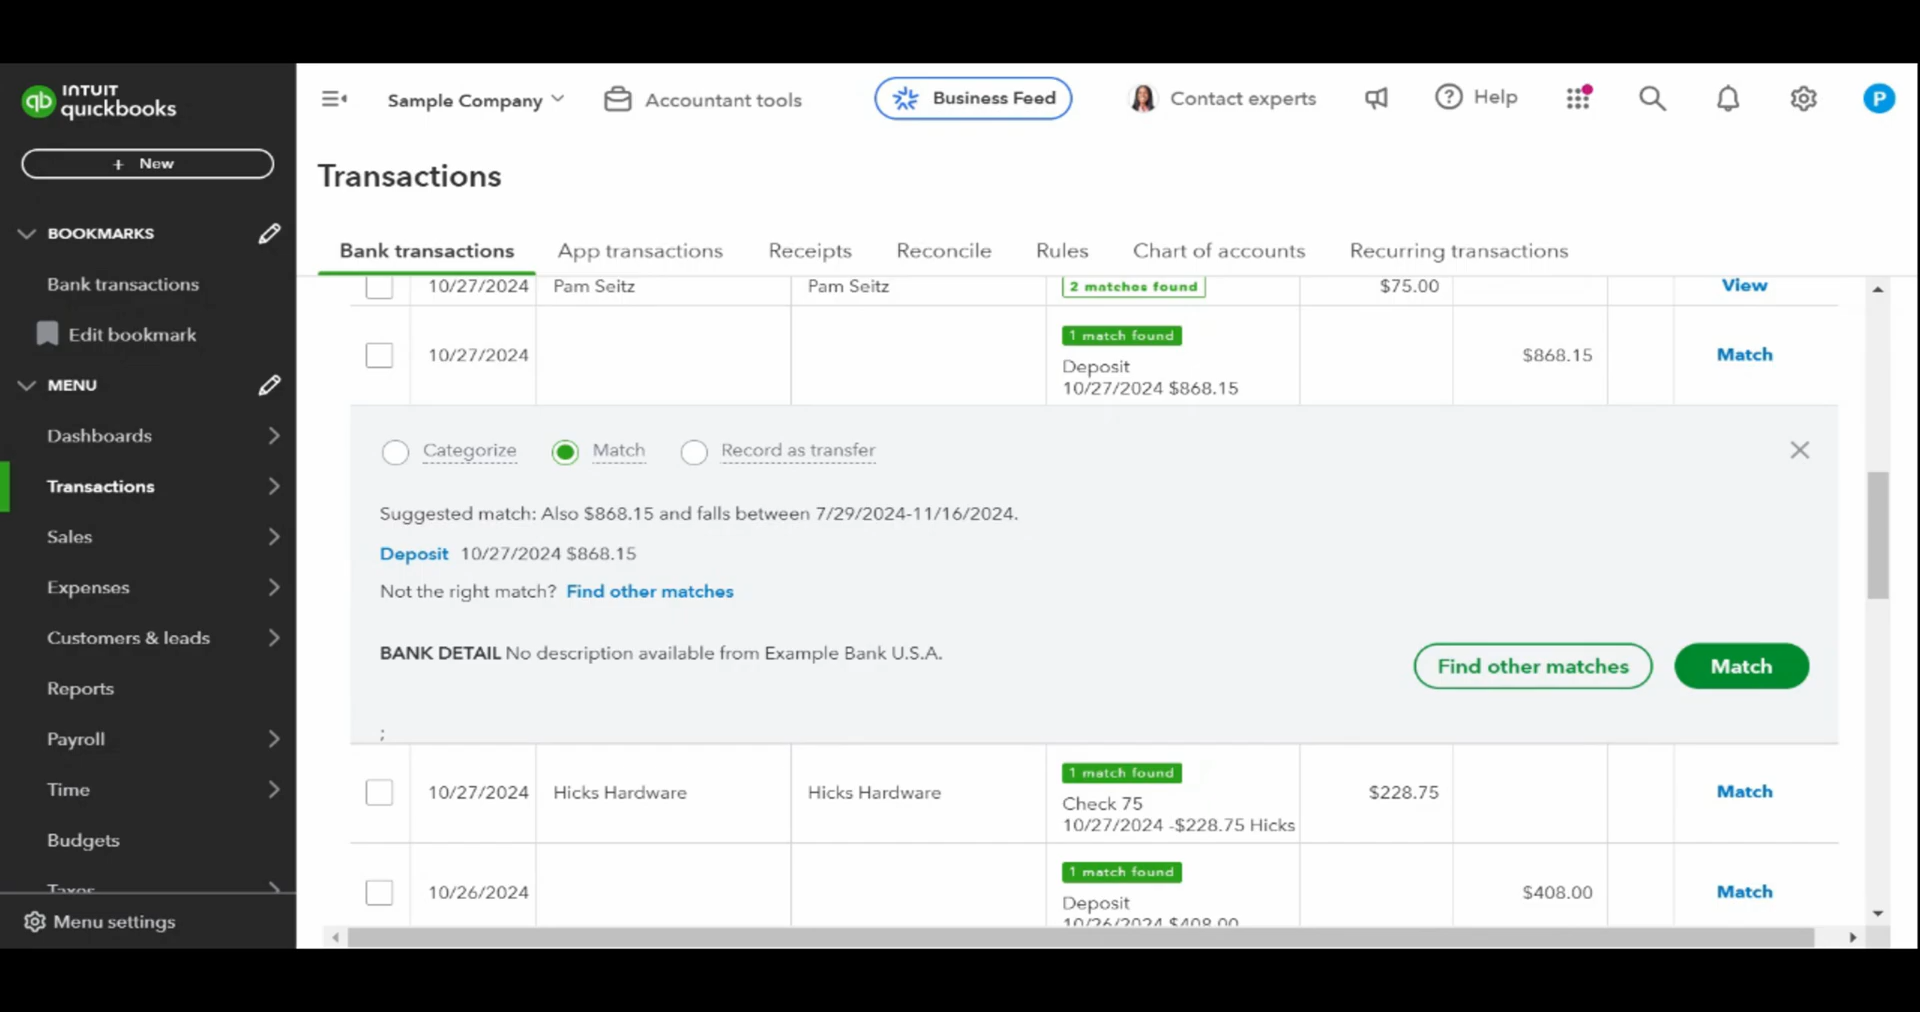 INTUIT
quickbooks
+ New
BOOKMARKS
Bank transactions
Edit bookmark
MENU
Dashboards
Transactions
Sales
Expenses
Customers & leads
Reports
Payroll
Time
Budgets
Taxes
Menu settings
Sample Company
Accountant tools
Business Feed
Contact experts
Help
P
Transactions
Bank transactions App transactions Receipts Reconcile Rules Chart of accounts Recurring transactions
10/27/2024 Pam Seitz Pam Seitz 2 matches found $75.00 View
1 match found
10/27/2024 $868.15 Match
Deposit
10/27/2024 $868.15
Categorize Match Record as transfer
Suggested match: Also $868.15 and falls between 7/29/2024-11/16/2024.
Deposit 10/27/2024 $868.15
Not the right match? Find other matches
BANK DETAIL No description available from Example Bank U.S.A.
Find other matches Match
;
1 match found
10/27/2024 Hicks Hardware Hicks Hardware $228.75 Match
Check 75
10/27/2024 -$228.75 Hicks
1 match found
10/26/2024 $408.00 Match
Deposit
10/26/2024 $408.00